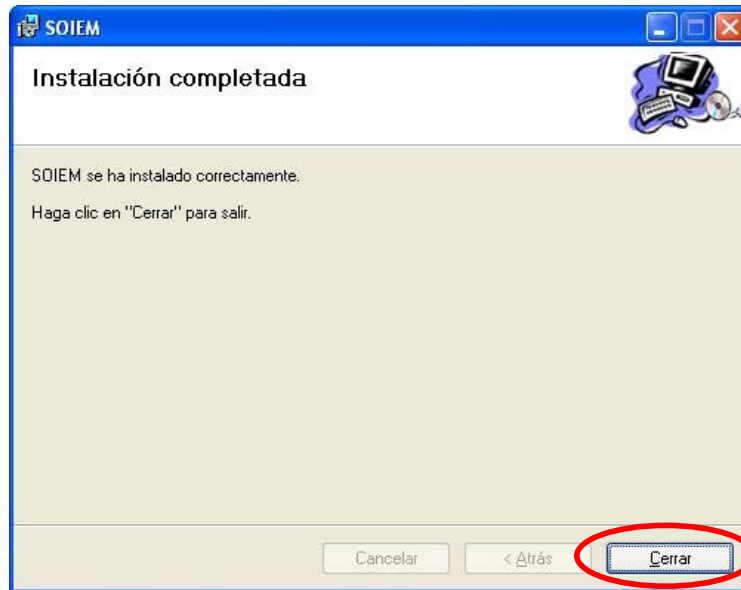 SOIEM
Instalación completada
SOIEM se ha instalado correctamente.
Haga clic en "Cerrar" para salir.
Cancelar < Atrás Cerrar